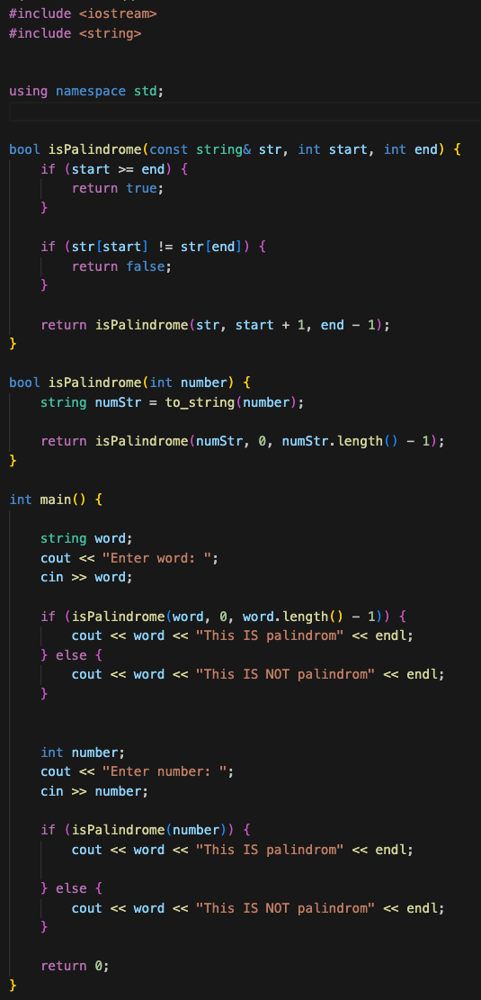 #include <iostream>
#include <string>
using namespace std;
bool isPalindrome(const string& str, int start, int end) {
    if (start >= end) {
        return true;
    }
    if (str[start] != str[end]) {
        return false;
    }
    return isPalindrome(str, start + 1, end - 1);
}
bool isPalindrome(int number) {
    string numStr = to_string(number);
    return isPalindrome(numStr, 0, numStr.length() - 1);
}
int main() {
    string word;
    cout << "Enter word: ";
    cin >> word;
    if (isPalindrome(word, 0, word.length() - 1)) {
        cout << word << "This IS palindrom" << endl;
    } else {
        cout << word << "This IS NOT palindrom" << endl;
    }
    int number;
    cout << "Enter number: ";
    cin >> number;
    if (isPalindrome(number)) {
        cout << word << "This IS palindrom" << endl;
    } else {
        cout << word << "This IS NOT palindrom" << endl;
    }
    return 0;
}